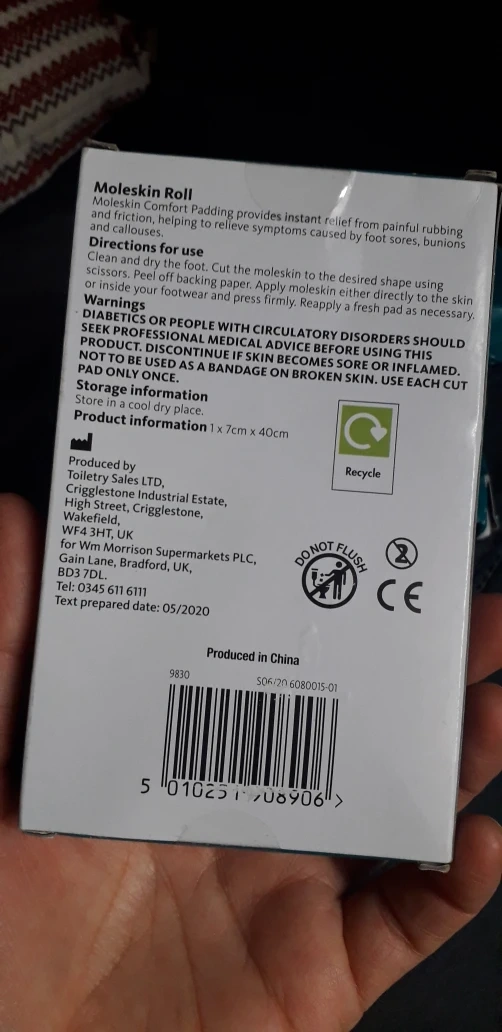 Moleskin Roll
Moleskin Comfort Padding provides instant relief from painful rubbing
and friction, helping to relieve symptoms caused by foot sores, bunions
and callouses.
Directions for use
Clean and dry the foot. Cut the moleskin to the desired shape using
scissors. Peel off backing paper. Apply moleskin either directly to the skin
or inside your footwear and press firmly. Reapply a fresh pad as necessary.
Warnings
DIABETICS OR PEOPLE WITH CIRCULATORY DISORDERS SHOULD
SEEK PROFESSIONAL MEDICAL ADVICE BEFORE USING THIS
PRODUCT. DISCONTINUE IF SKIN BECOMES SORE OR INFLAMED.
NOT TO BE USED AS A BANDAGE ON BROKEN SKIN. USE EACH CUT
PAD ONLY ONCE.
Storage information
Store in a cool dry place.
Product information 1 x 7cm x 40cm
Recycle
Produced by
Toiletry Sales LTD,
Crigglestone Industrial Estate,
High Street, Crigglestone,
Wakefield,
WF4 3HT, UK
for Wm Morrison Supermarkets PLC,
Gain Lane, Bradford, UK,
BD3 7DL.
Tel: 0345 611 6111
Text prepared date: 05/2020
DO NOT FLUSH
2
CE
Produced in China
9830 S06/20 6080015-01
5 010251 >